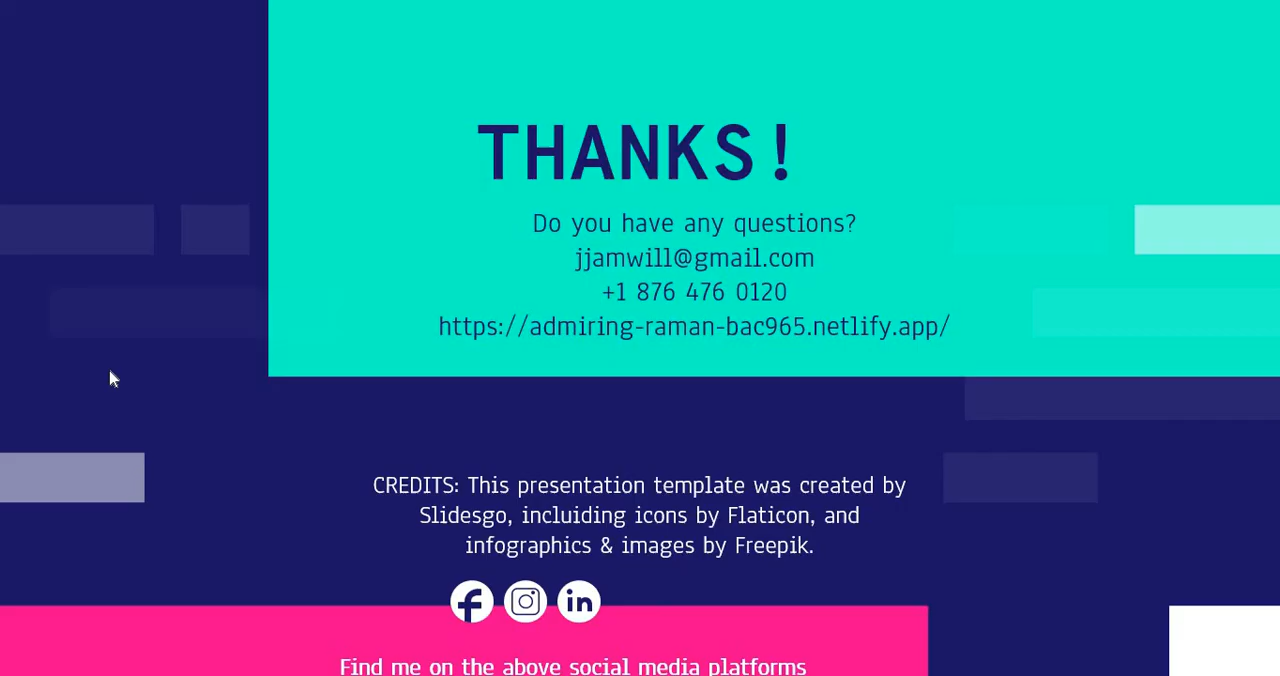 THANKS!
Do you have any questions?
jjamwill@gmail.com
+1 876 476 0120
https://admiring-raman-bac965.netlify.app/
CREDITS: This presentation template was created by
Slidesgo, incluiding icons by Flaticon, and
infographics & images by Freepik.
f in
Find me on the above social media platforms